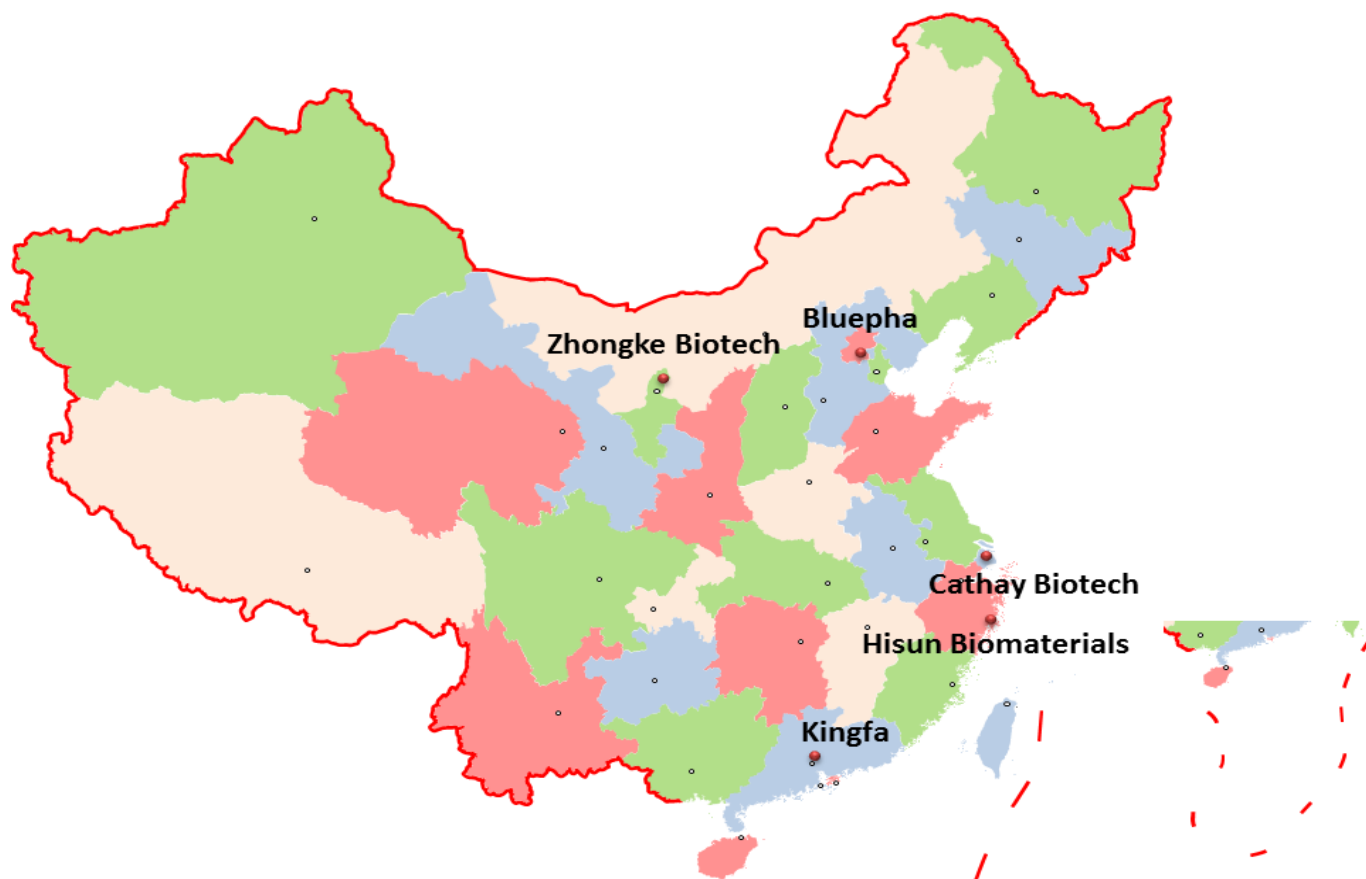 Bluepha
Zhongke Biotech
Cathay Biotech
Hisun Biomaterials
Kingfa